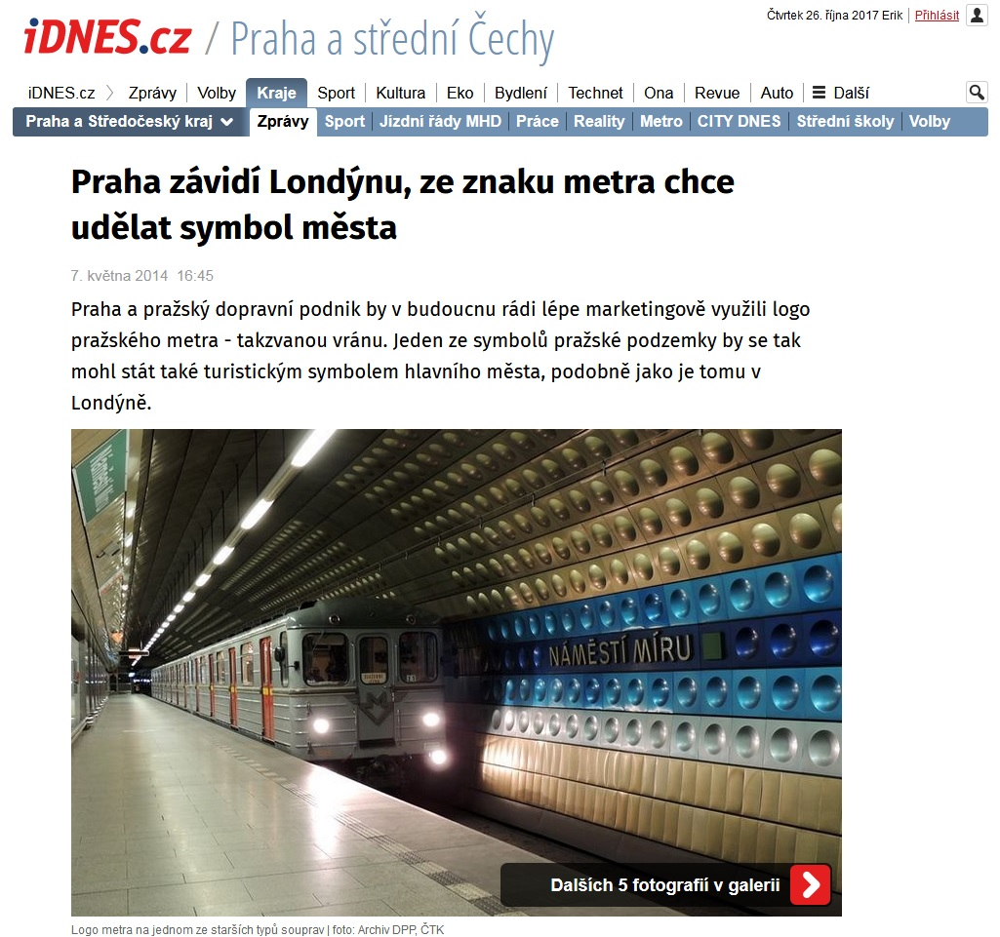 iDNES.cz / Praha a střední Čechy
Čtvrtek 26. října 2017 Erik | Přihlásit
iDNES.cz Zprávy Volby Kraje Sport Kultura Eko Bydlení Technet Ona Revue Auto Další
Praha a Středočeský kraj Zprávy Sport Jízdní řády MHD Práce Reality Metro CITY DNES Střední školy Volby
Praha závidí Londýnu, ze znaku metra chce
udělat symbol města
7. května 2014 16:45
Praha a pražský dopravní podnik by v budoucnu rádi lépe marketingově využili logo
pražského metra - takzvanou vránu. Jeden ze symbolů pražské podzemky by se tak
mohl stát také turistickým symbolem hlavního města, podobně jako je tomu v
Londýně.
NÁMĚSTÍ MÍRU
Dalších 5 fotografií v galerii
Logo metra na jednom ze starších typů souprav | foto: Archiv DPP, ČTK